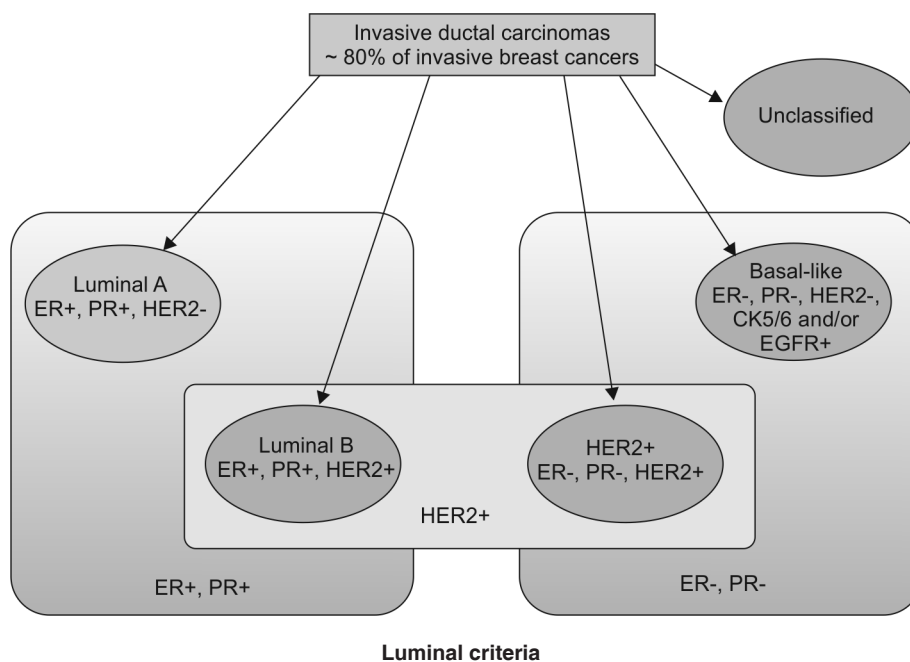 Invasive ductal carcinomas
~ 80% of invasive breast cancers
Unclassified
Luminal A
ER+, PR+, HER2-
Basal-like
ER-, PR-, HER2-,
CK5/6 and/or
EGFR+
Luminal B
ER+, PR+, HER2+
HER2+
ER-, PR-, HER2+
HER2+
ER+, PR+
ER-, PR-
Luminal criteria